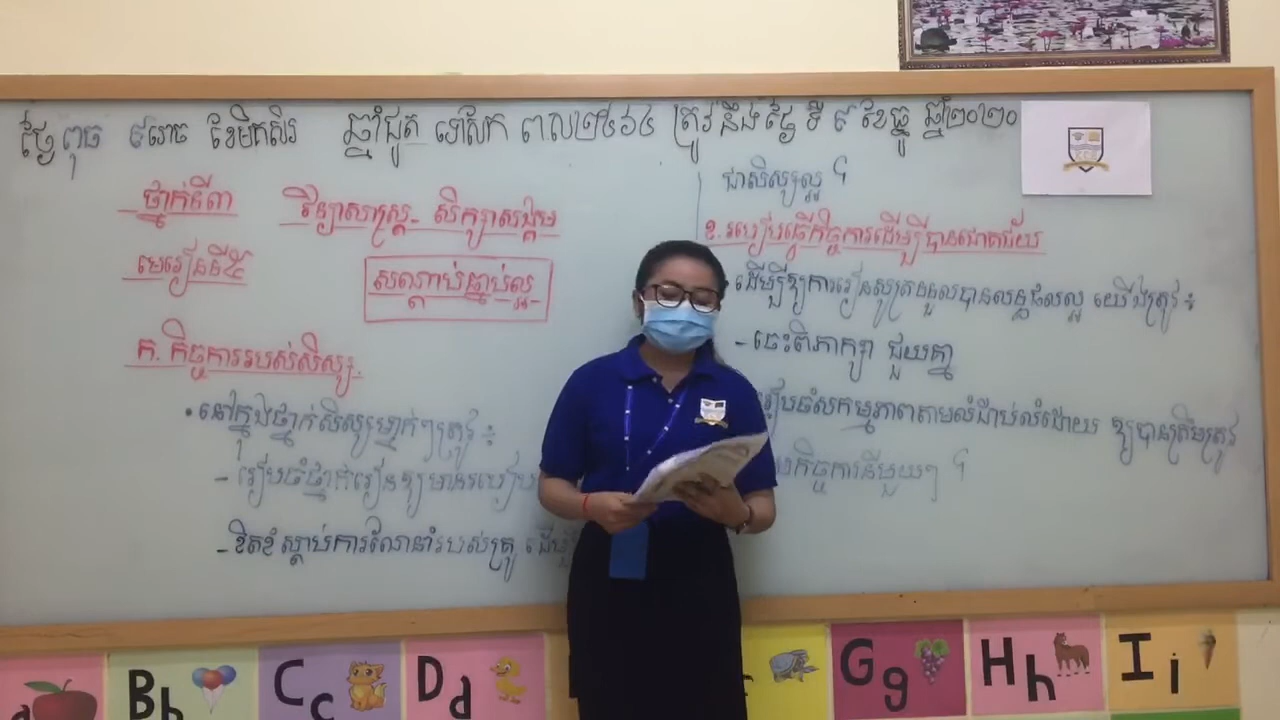 ថ្ងៃពុធ ៩រោច ខែមិគសិរ ឆ្នាំជូត ទោស័ក ព.ស២៥៦៤ ត្រូវនឹងថ្ងៃទី ៩ ខែធ្នូ ឆ្នាំ២០២០
ថ្នាក់ទី៣ វិទ្យាសាស្ត្រ - សិក្សាសង្គម
មេរៀនទី៥
សណ្តាប់ធ្នាប់ល្អ
ក. កិច្ចការរបស់សិស្ស.
• នៅក្នុងថ្នាក់សិស្សម្នាក់ៗត្រូវ ៖
- រៀបចំថ្នាក់រៀនឱ្យមានរបៀប
- ខិតខំស្តាប់ការណែនាំរបស់គ្រូ ដើម្បី
ជាសិស្សល្អ ។
ខ. របៀបធ្វើកិច្ចការដើម្បីបានជោគជ័យ
ដើម្បីឱ្យការរៀនសូត្រទទួលបានលទ្ធផលល្អ យើងត្រូវ ៖
- ចេះពិភាក្សា ជួយគ្នា
រៀបចំសកម្មភាពតាមលំដាប់លំដោយ ឱ្យបានត្រឹមត្រូវ
កិច្ចការនីមួយៗ ។
Bb
Cc
Dd
Gg
Hh
Ii